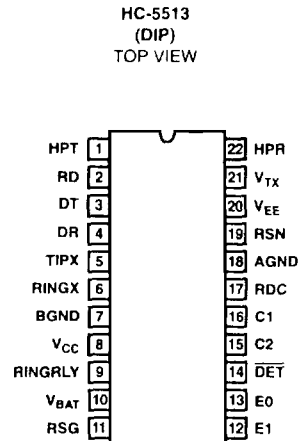 HC-5513
(DIP)
TOP VIEW
HPT 1 22 HPR
RD 2 21 VTX
DT 3 20 VEE
DR 4 19 RSN
TIPX 5 18 AGND
RINGX 6 17 RDC
BGND 7 16 C1
VCC 8 15 C2
RINGRLY 9 14 DET
VBAT 10 13 E0
RSG 11 12 E1